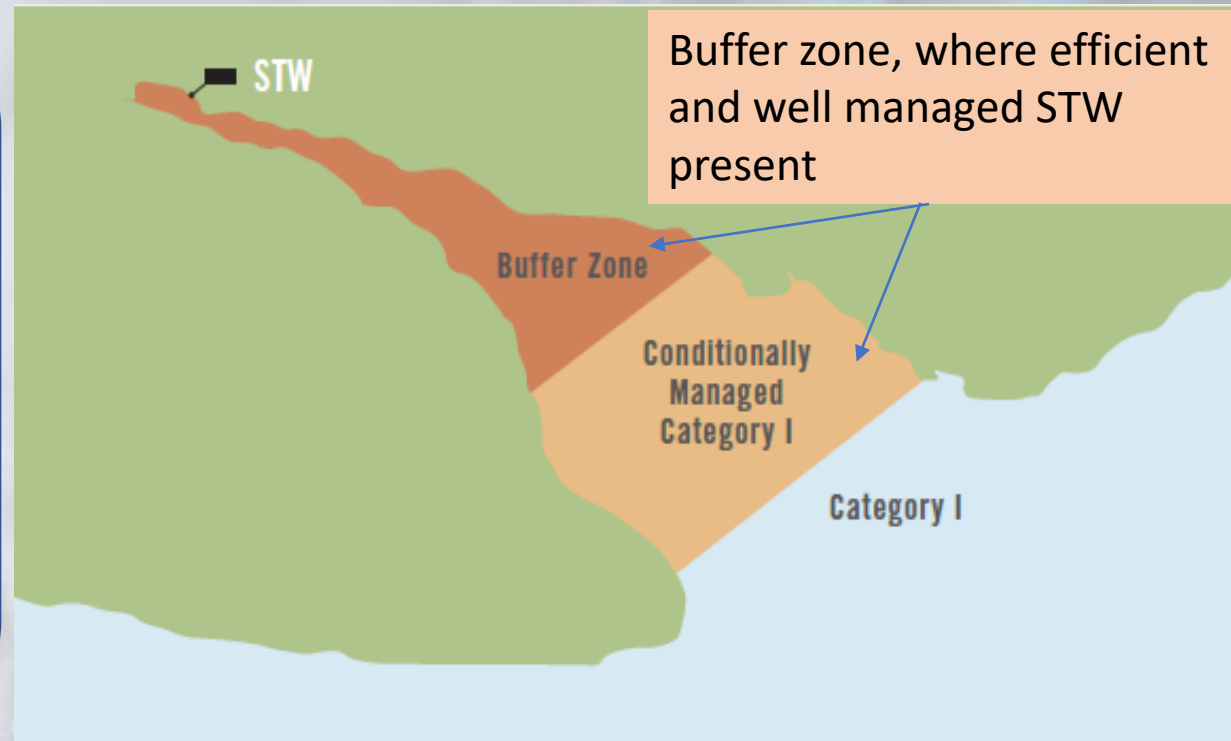 STW
Buffer zone, where efficient
and well managed STW
present
Buffer Zone
Conditionally
Managed
Category I
Category I